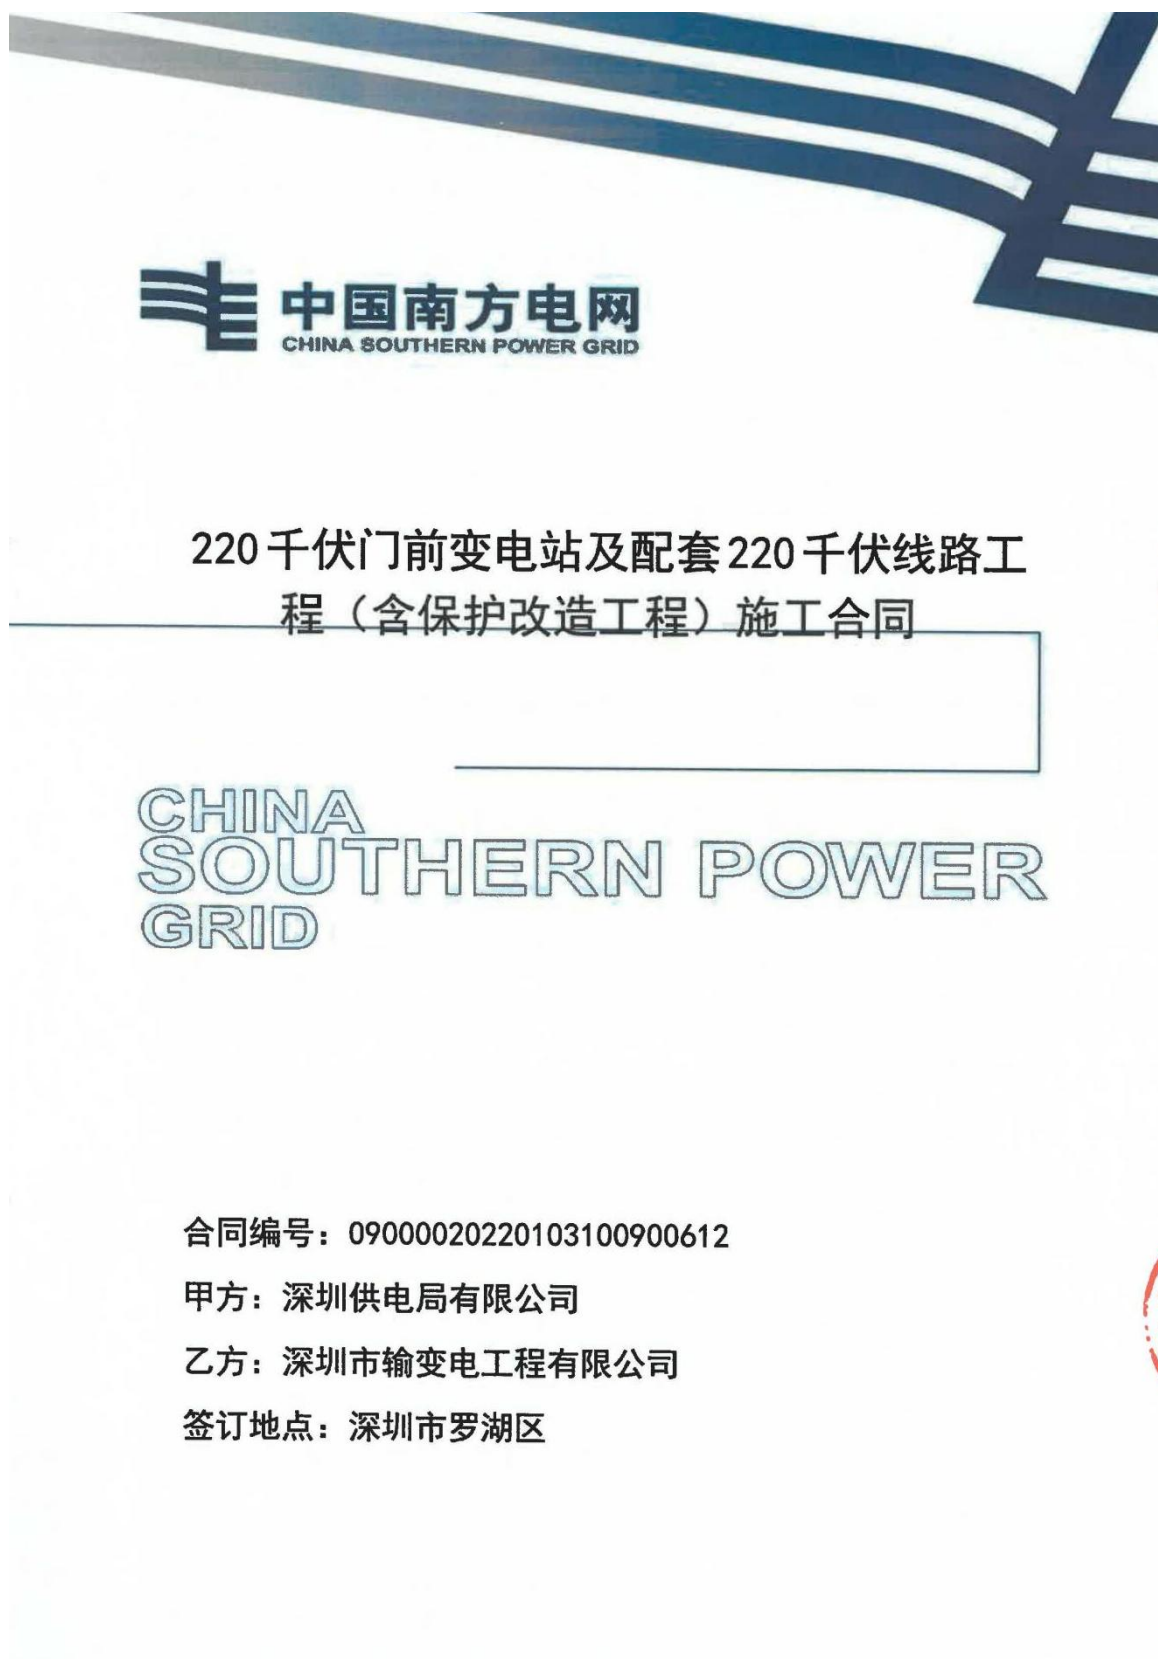 中国南方电网
CHINA SOUTHERN POWER GRID
220千伏门前变电站及配套220千伏线路工
程（含保护改造工程）施工合同
CHINA
SOUTHERN POWER
GRID
合同编号：0900002022010310090​0612
甲方：深圳供电局有限公司
乙方：深圳市输变电工程有限公司
签订地点：深圳市罗湖区